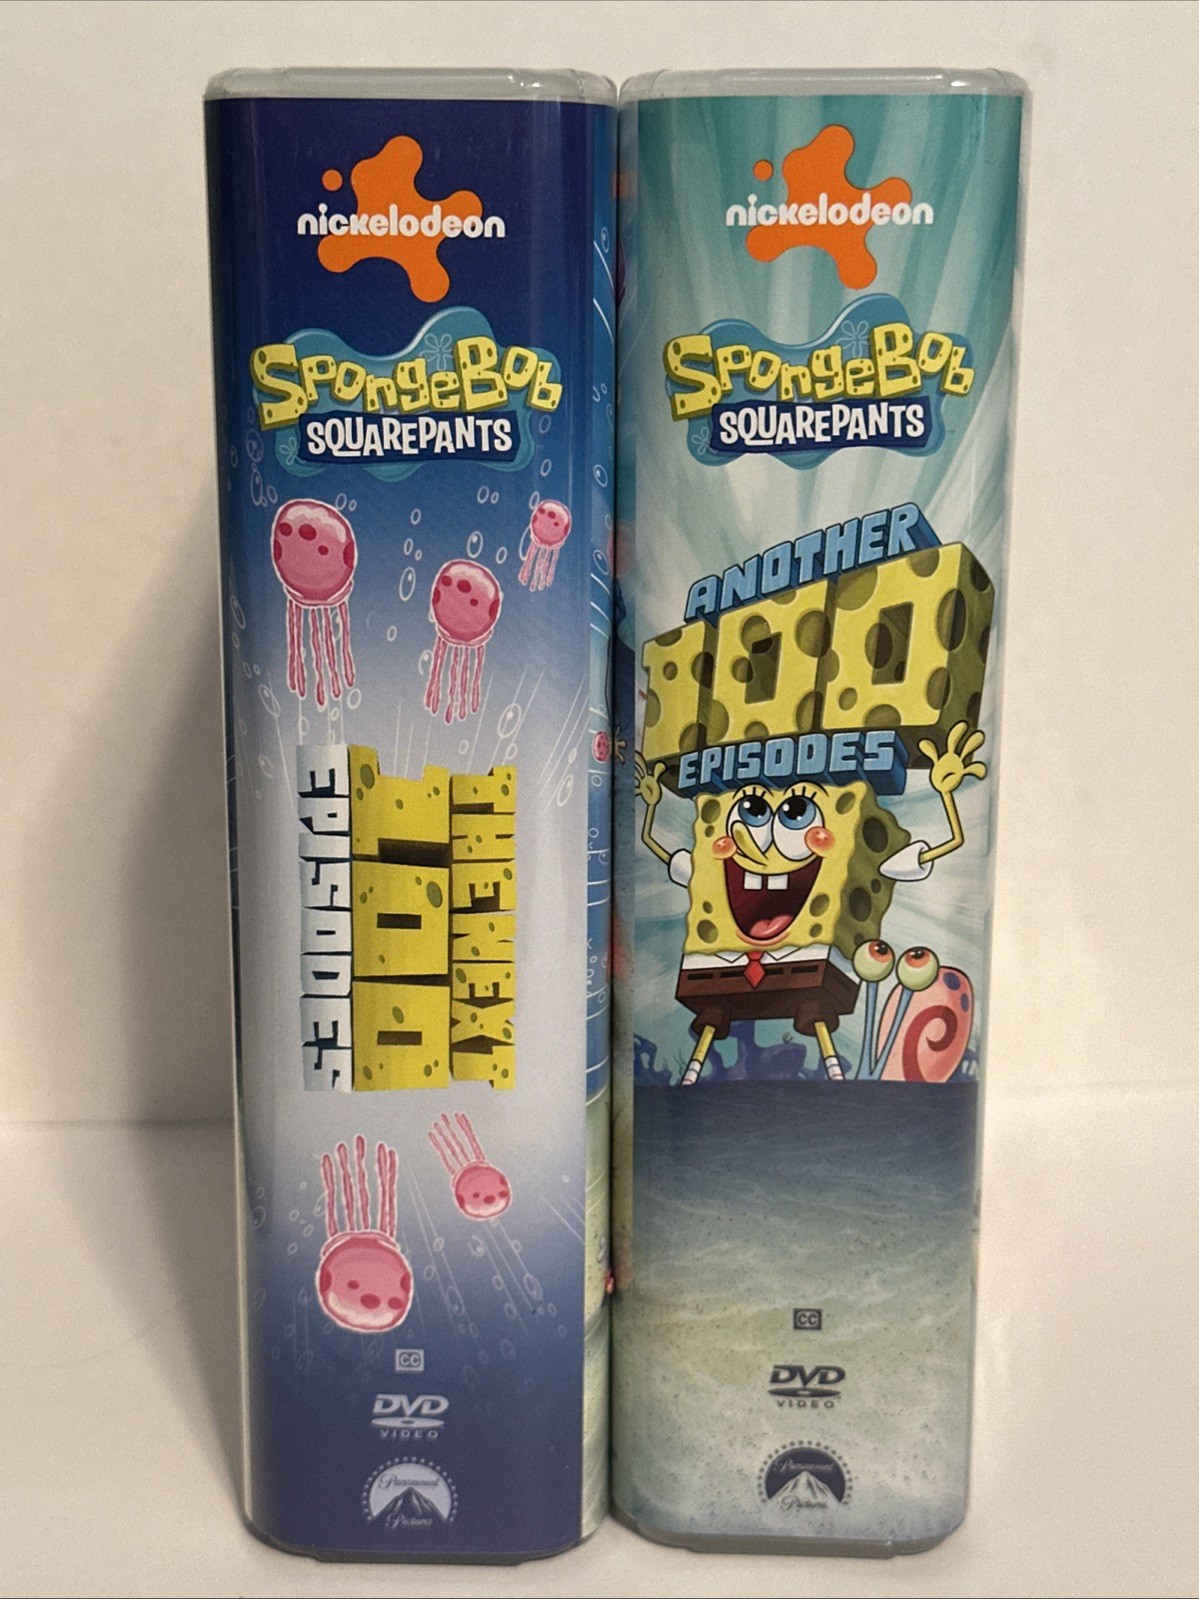 nickelodeon
SPONGEBOB
SQUAREPANTS
THE NEXT
100
EPISODES
CC
DVD
VIDEO
Paramount
Pictures
nickelodeon
SPONGEBOB
SQUAREPANTS
ANOTHER
100
EPISODES
CC
DVD
VIDEO
Paramount
Pictures